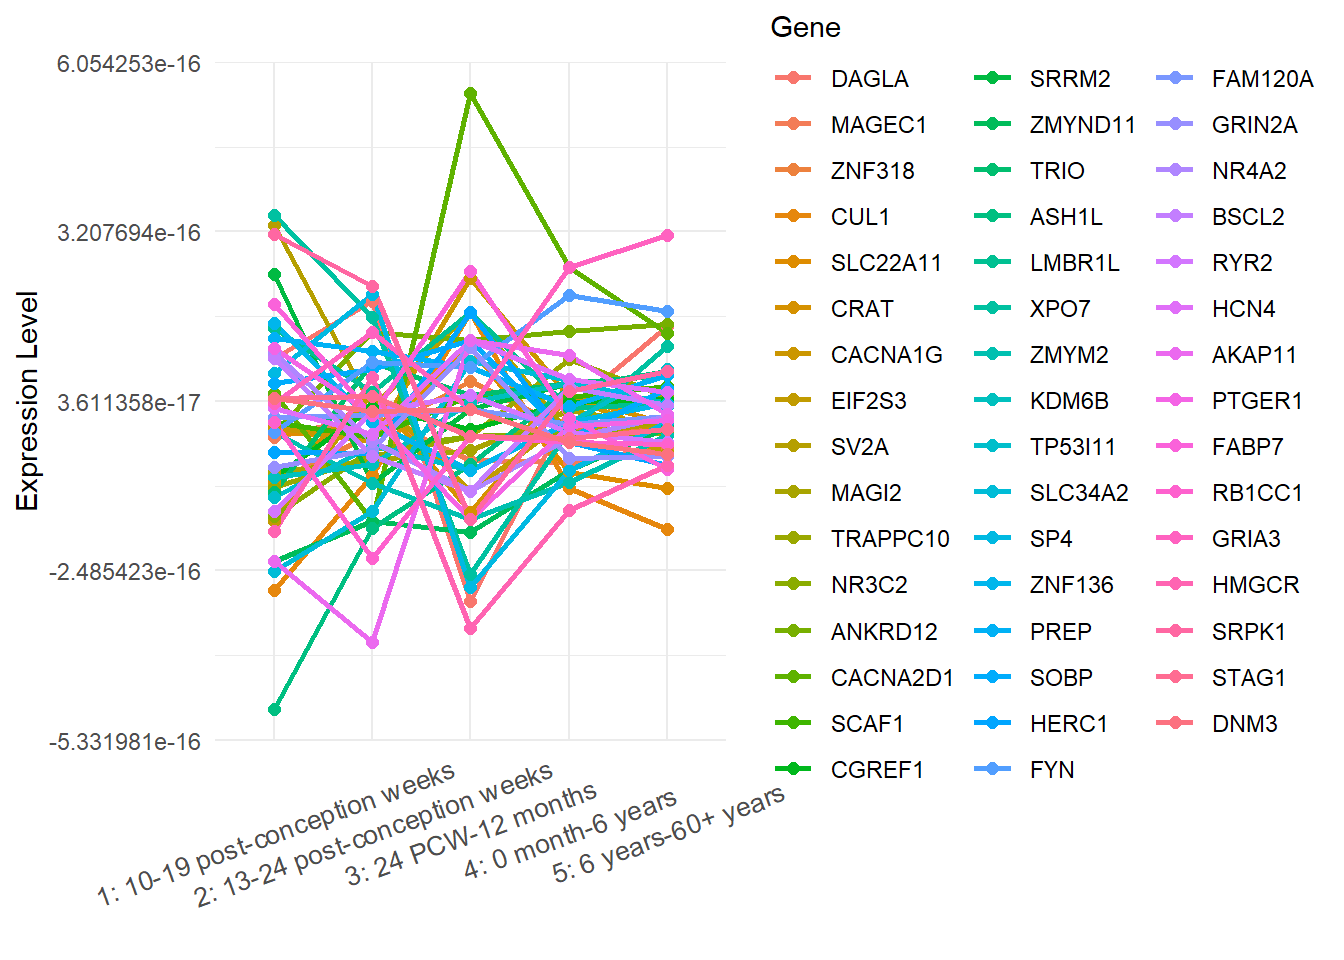 Gene
6.054253e-16
3.207694e-16
3.611358e-17
-2.485423e-16
-5.331981e-16
Expression Level
1: 10-19 post-conception weeks
2: 13-24 post-conception weeks
3: 24 PCW-12 months
4: 0 month-6 years
5: 6 years-60+ years
DAGLA
MAGEC1
ZNF318
CUL1
SLC22A11
CRAT
CACNA1G
EIF2S3
SV2A
MAGI2
TRAPPC10
NR3C2
ANKRD12
CACNA2D1
SCAF1
CGREF1
SRRM2
ZMYND11
TRIO
ASH1L
LMBR1L
XPO7
ZMYM2
KDM6B
TP53I11
SLC34A2
SP4
ZNF136
PREP
SOBP
HERC1
FYN
FAM120A
GRIN2A
NR4A2
BSCL2
RYR2
HCN4
AKAP11
PTGER1
FABP7
RB1CC1
GRIA3
HMGCR
SRPK1
STAG1
DNM3